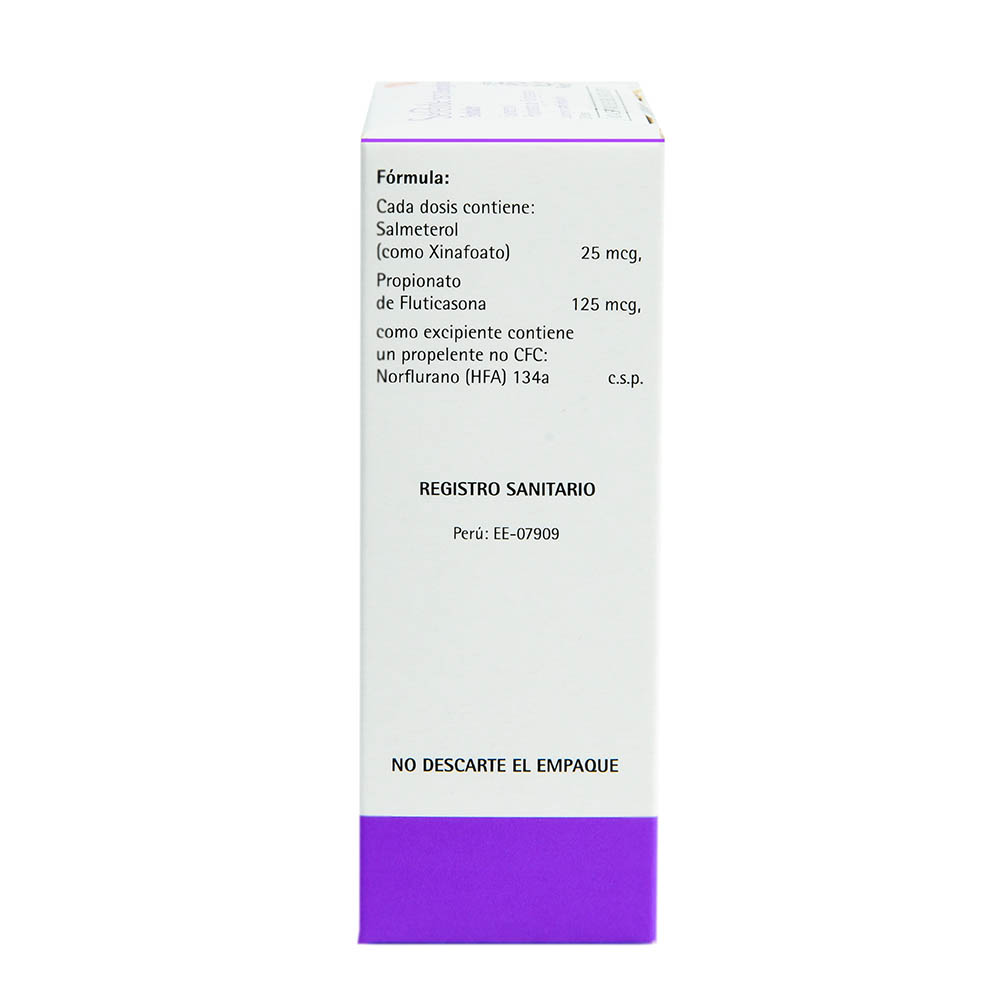 Fórmula:
Cada dosis contiene:
Salmeterol
(como Xinafoato) 25 mcg,
Propionato
de Fluticasona 125 mcg,
como excipiente contiene
un propelente no CFC:
Norflurano (HFA) 134a c.s.p.
REGISTRO SANITARIO
Perú: EE-07909
NO DESCARTE EL EMPAQUE